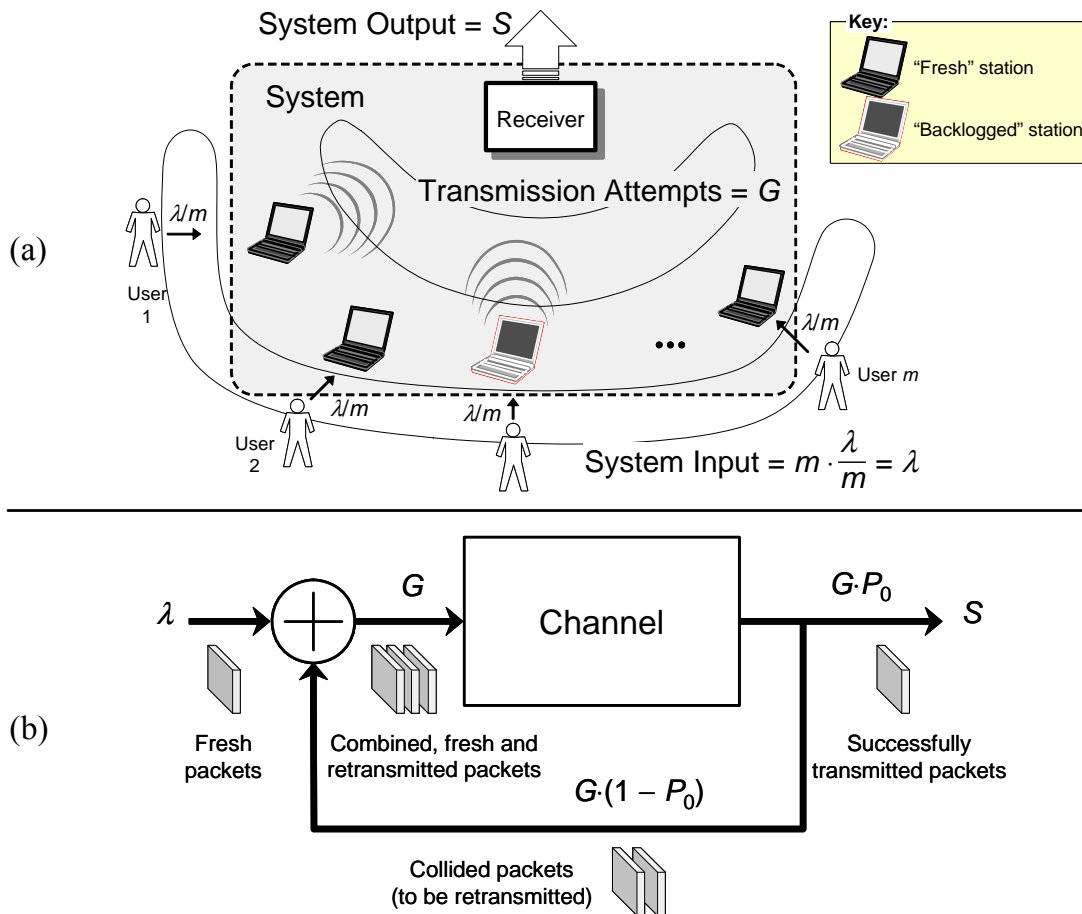 System Output = S
Key:
"Fresh" station
"Backlogged" station
System
Receiver
Transmission Attempts = G
(a)
λ/m
User
1
λ/m
User
2
λ/m
...
λ/m
User m
System Input = m · λ/m = λ
(b)
λ
G
Channel
G·P₀
S
Fresh
packets
Combined, fresh and
retransmitted packets
Successfully
transmitted packets
G·(1 − P₀)
Collided packets
(to be retransmitted)